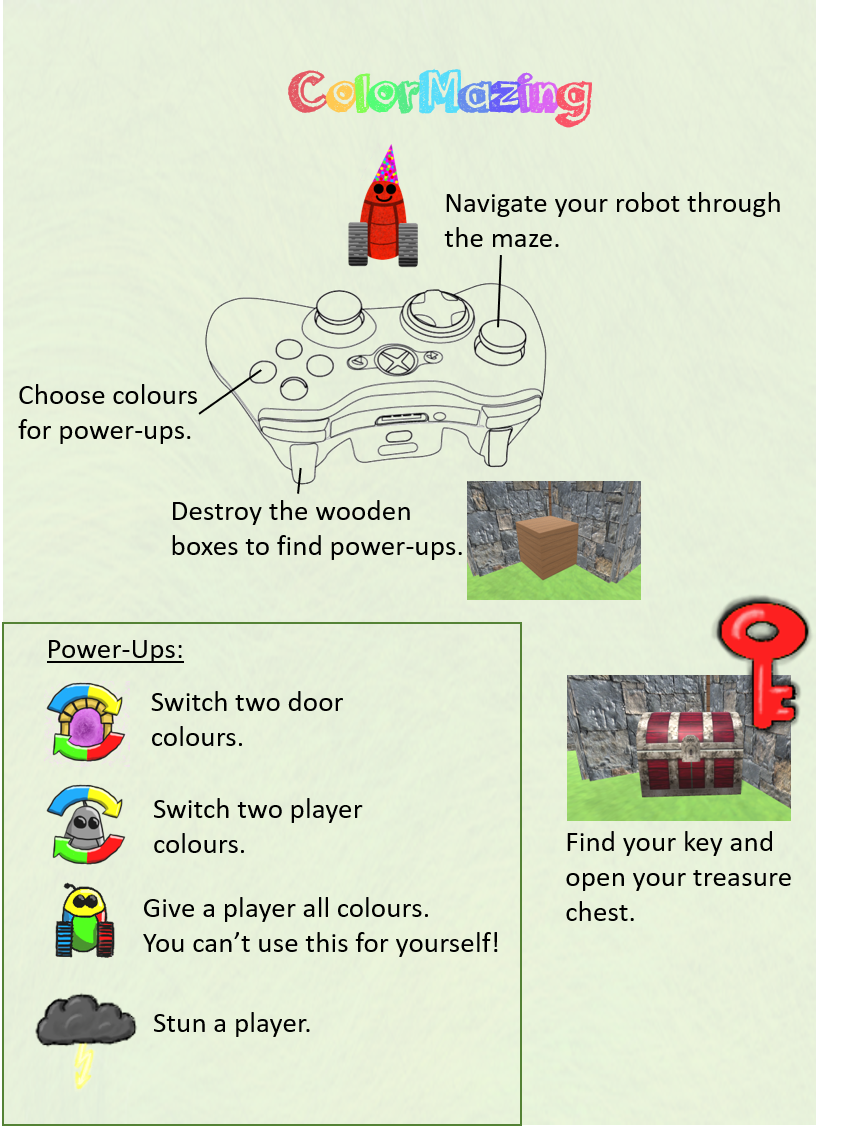 ColorMazing
Navigate your robot through
the maze.
Choose colours
for power-ups.
Destroy the wooden
boxes to find power-ups.
Power-Ups:
Switch two door
colours.
Switch two player
colours.
Give a player all colours.
You can’t use this for yourself!
Stun a player.
Find your key and
open your treasure
chest.